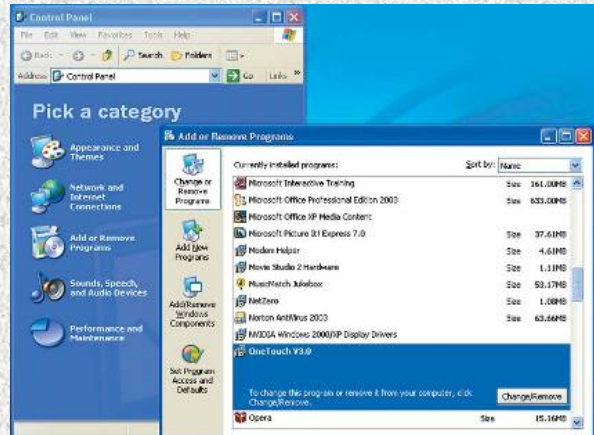 Control Panel
File Edit View Favorites Tools Help
Back Search Folders
Address Control Panel Go Links »
Pick a category
Appearance and
Themes
Network and
Internet
Connections
Add or Remove
Programs
Sounds, Speech,
and Audio Devices
Performance and
Maintenance
Add or Remove Programs
Change or
Remove
Programs
Add New
Programs
Add/Remove
Windows
Components
Set Program
Access and
Defaults
Currently installed programs: Sort by: Name
Microsoft Interactive Training Size 161.00MB
Microsoft Office Professional Edition 2003 Size 633.00MB
Microsoft Office XP Media Content
Microsoft Picture It! Express 7.0 Size 37.61MB
Modem Helper Size 4.61MB
Movie Studio 2 Hardware Size 1.11MB
MusicMatch Jukebox Size 53.17MB
NetZero Size 1.08MB
Norton AntiVirus 2003 Size 63.66MB
NVIDIA Windows 2000/XP Display Drivers
OneTouch V3.0
To change this program or remove it from your computer, click
Change/Remove.
Change/Remove
Opera Size 15.16MB